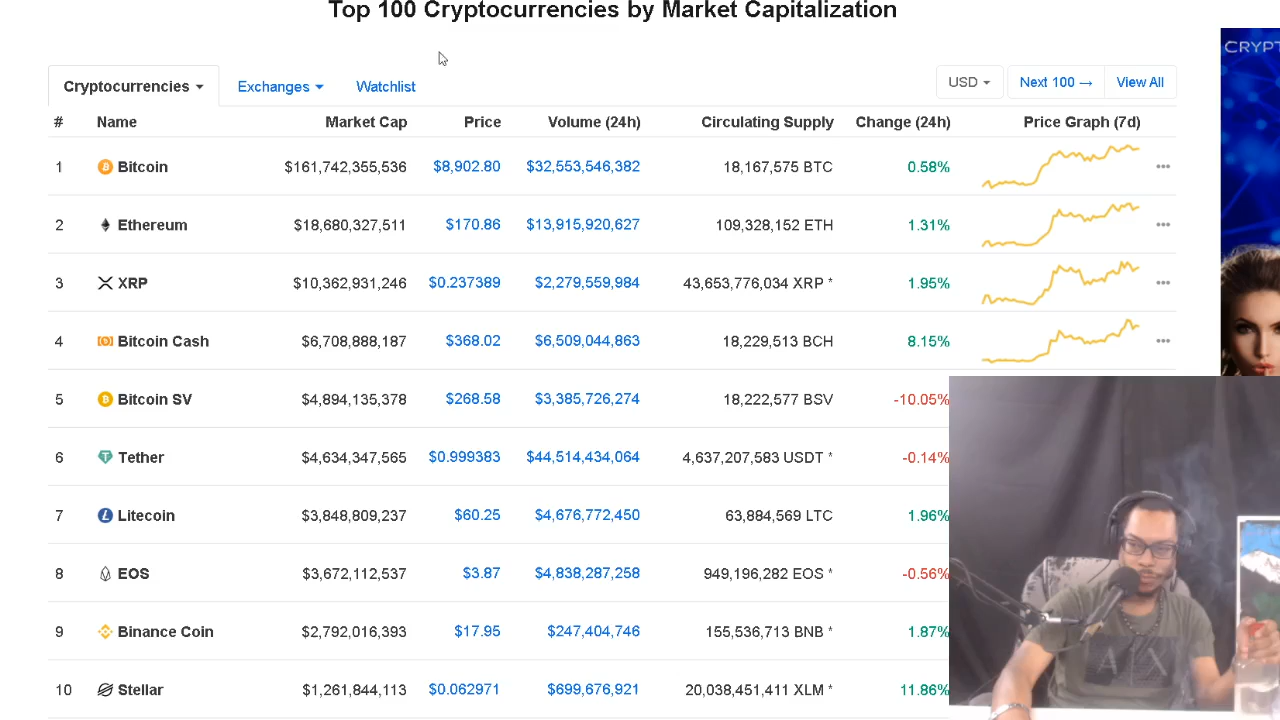 Top 100 Cryptocurrencies by Market Capitalization
CRYPT
Cryptocurrencies Exchanges Watchlist USD Next 100 → View All
# Name Market Cap Price Volume (24h) Circulating Supply Change (24h) Price Graph (7d)
1 Bitcoin $161,742,355,536 $8,902.80 $32,553,546,382 18,167,575 BTC 0.58%
2 Ethereum $18,680,327,511 $170.86 $13,915,920,627 109,328,152 ETH 1.31%
3 XRP $10,362,931,246 $0.237389 $2,279,559,984 43,653,776,034 XRP * 1.95%
4 Bitcoin Cash $6,708,888,187 $368.02 $6,509,044,863 18,229,513 BCH 8.15%
5 Bitcoin SV $4,894,135,378 $268.58 $3,385,726,274 18,222,577 BSV -10.05%
6 Tether $4,634,347,565 $0.999383 $44,514,434,064 4,637,207,583 USDT * -0.14%
7 Litecoin $3,848,809,237 $60.25 $4,676,772,450 63,884,569 LTC 1.96%
8 EOS $3,672,112,537 $3.87 $4,838,287,258 949,196,282 EOS * -0.56%
9 Binance Coin $2,792,016,393 $17.95 $247,404,746 155,536,713 BNB * 1.87%
10 Stellar $1,261,844,113 $0.062971 $699,676,921 20,038,451,411 XLM * 11.86%